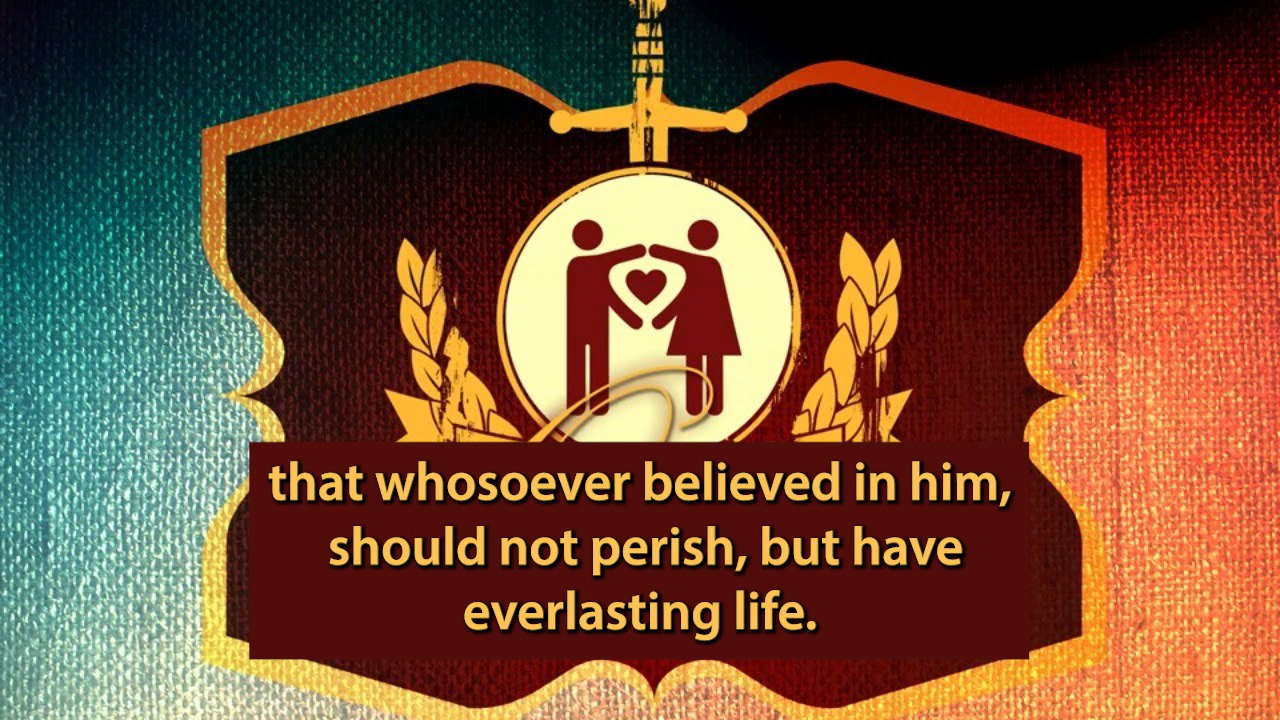 that whosoever believed in him,
should not perish, but have
everlasting life.